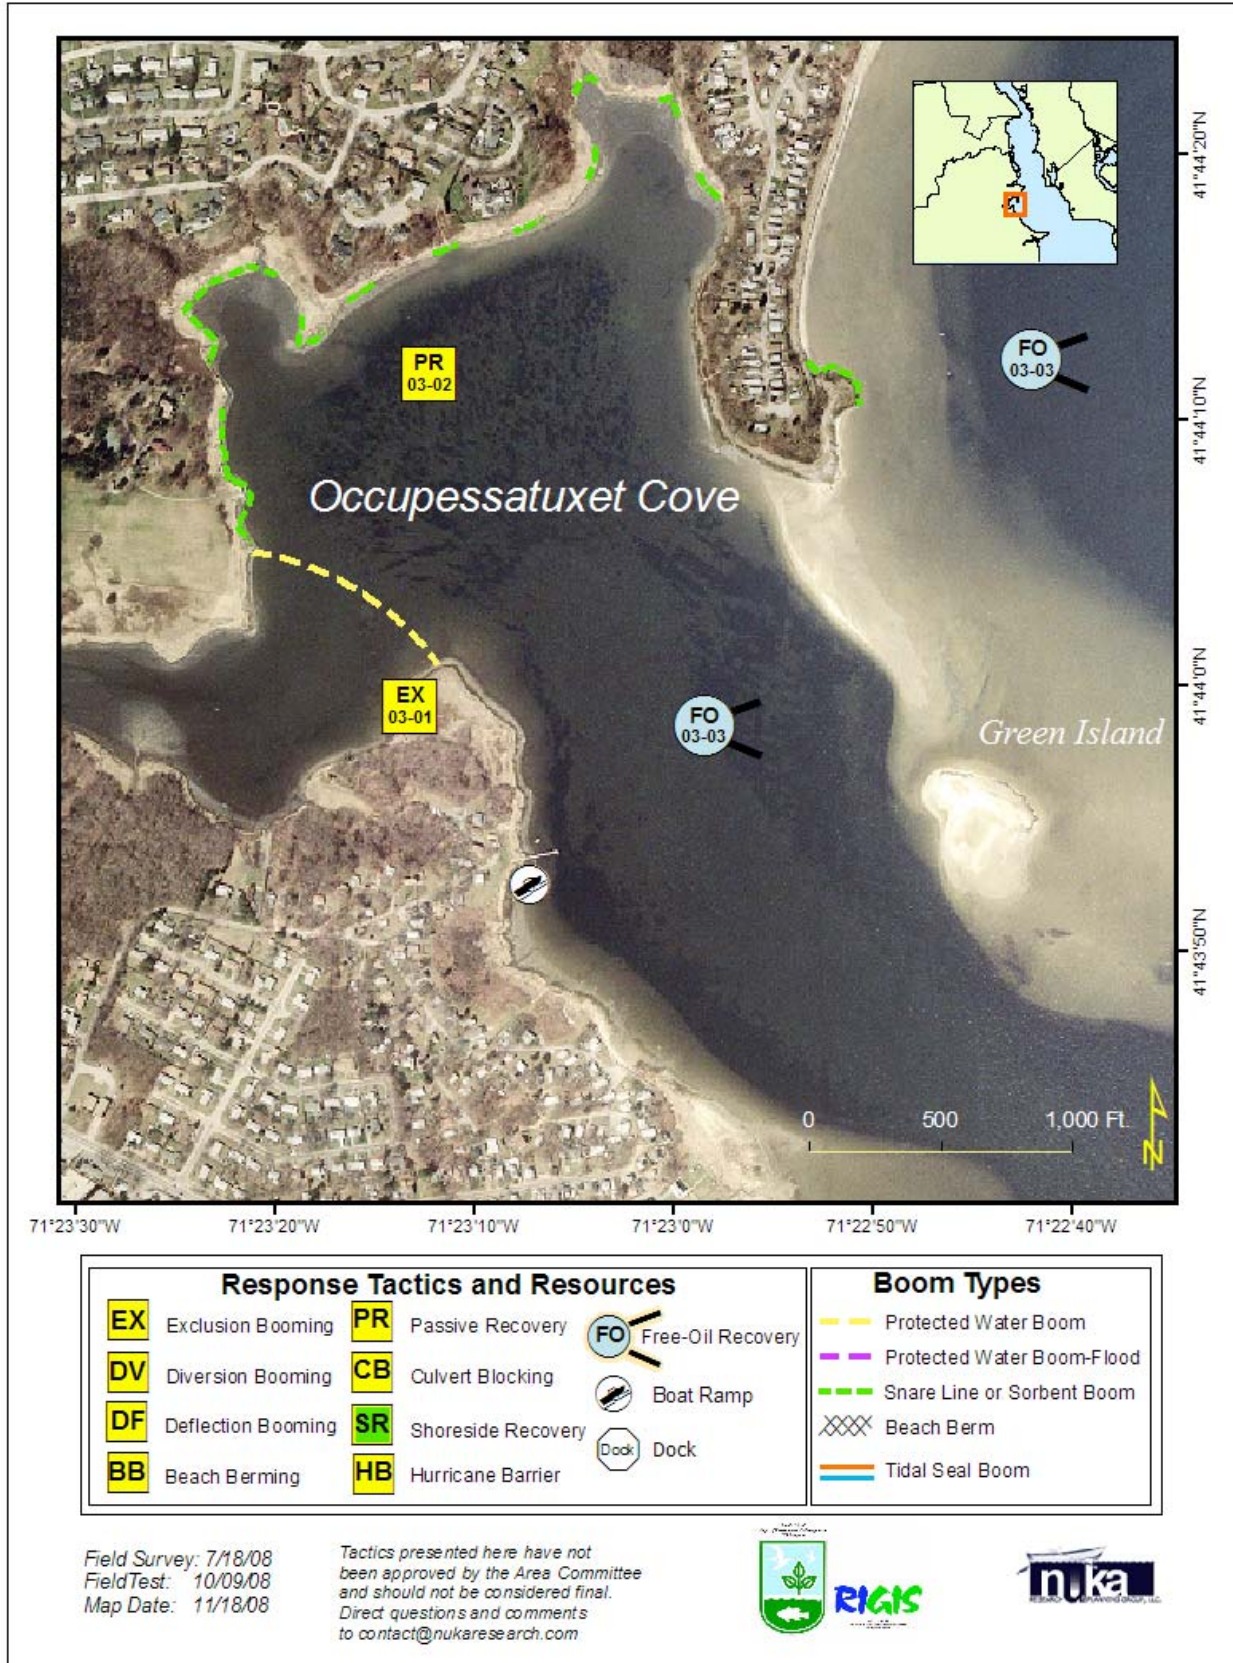 41°44'20"N
FO
03-03
PR
03-02
41°44'10"N
Occupessatuxet Cove
41°44'0"N
EX
03-01
FO
03-03
Green Island
41°43'50"N
0 500 1,000 Ft.
N
71°23'30"W 71°23'20"W 71°23'10"W 71°23'0"W 71°22'50"W 71°22'40"W
Response Tactics and Resources
EX Exclusion Booming
PR Passive Recovery
FO Free-Oil Recovery
DV Diversion Booming
CB Culvert Blocking
Boat Ramp
DF Deflection Booming
SR Shoreside Recovery
Dock Dock
BB Beach Berming
HB Hurricane Barrier
Boom Types
Protected Water Boom
Protected Water Boom-Flood
Snare Line or Sorbent Boom
Beach Berm
Tidal Seal Boom
Field Survey: 7/18/08
FieldTest: 10/09/08
Map Date: 11/18/08
Tactics presented here have not
been approved by the Area Committee
and should not be considered final.
Direct questions and comments
to contact@nukaresearch.com
RIGIS
nuka